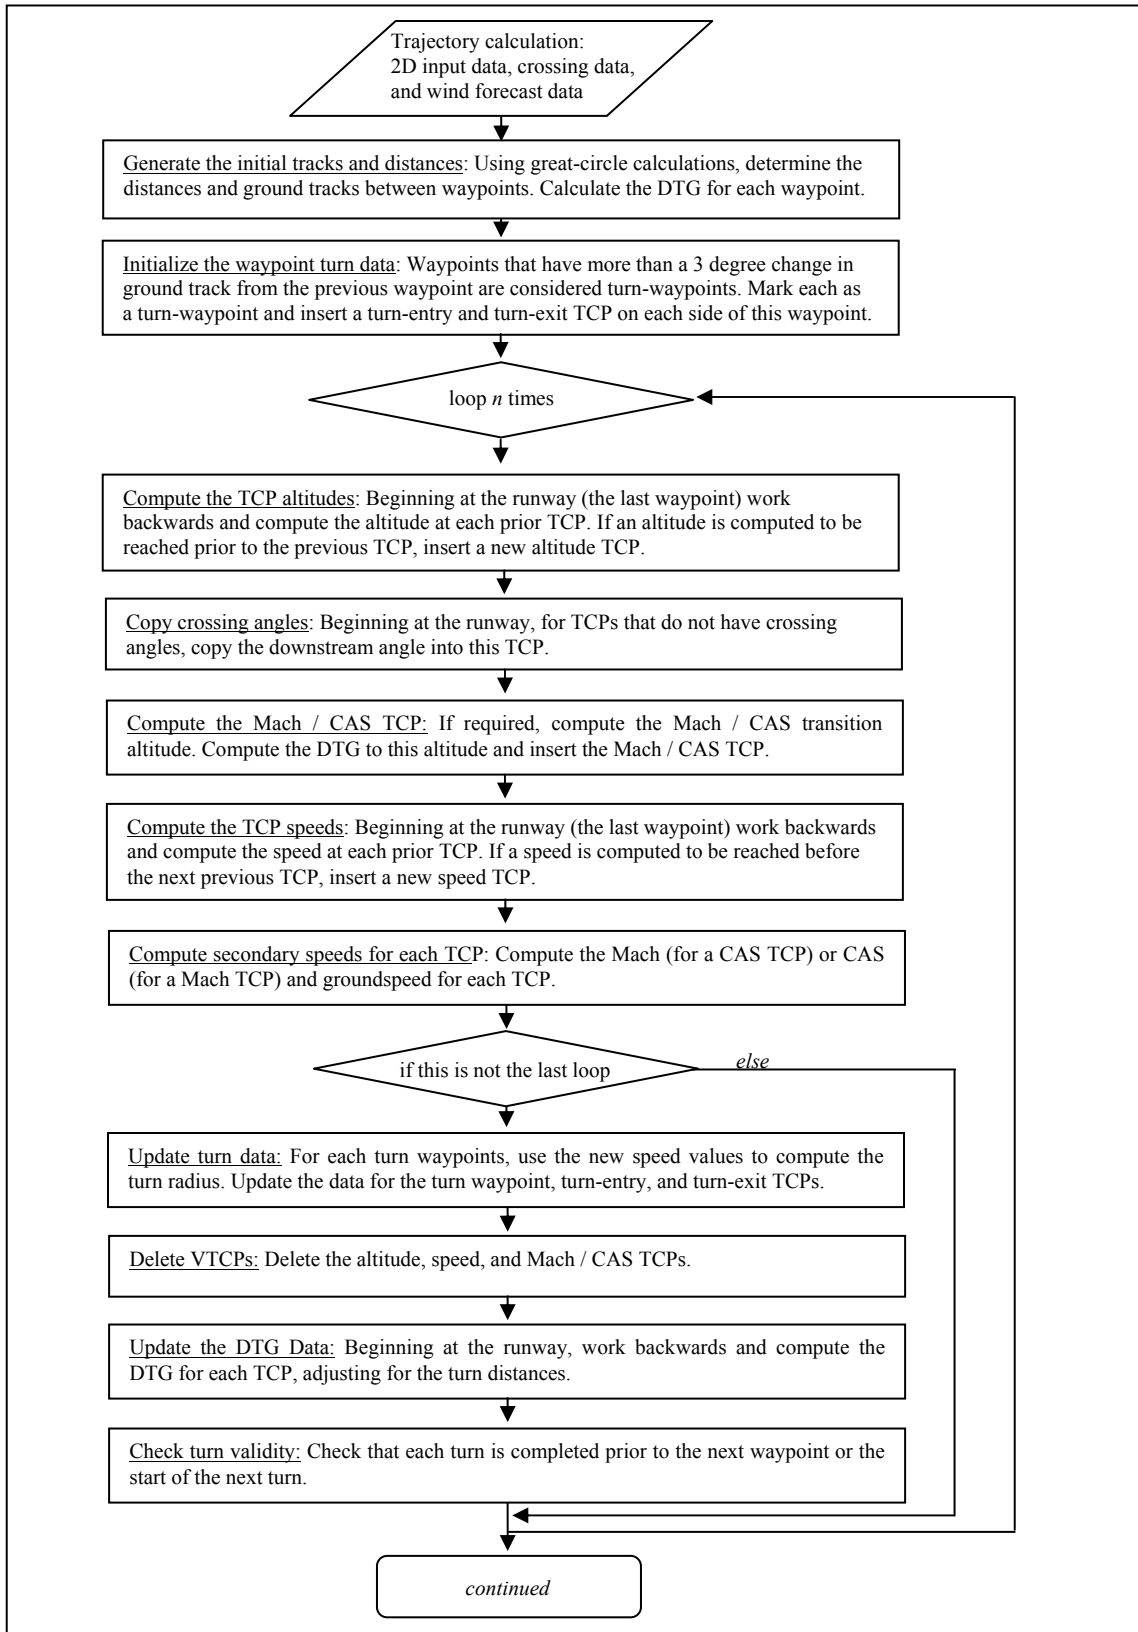 Trajectory calculation:
2D input data, crossing data,
and wind forecast data
Generate the initial tracks and distances: Using great-circle calculations, determine the
distances and ground tracks between waypoints. Calculate the DTG for each waypoint.
Initialize the waypoint turn data: Waypoints that have more than a 3 degree change in
ground track from the previous waypoint are considered turn-waypoints. Mark each as
a turn-waypoint and insert a turn-entry and turn-exit TCP on each side of this waypoint.
loop n times
Compute the TCP altitudes: Beginning at the runway (the last waypoint) work
backwards and compute the altitude at each prior TCP. If an altitude is computed to be
reached prior to the previous TCP, insert a new altitude TCP.
Copy crossing angles: Beginning at the runway, for TCPs that do not have crossing
angles, copy the downstream angle into this TCP.
Compute the Mach / CAS TCP: If required, compute the Mach / CAS transition
altitude. Compute the DTG to this altitude and insert the Mach / CAS TCP.
Compute the TCP speeds: Beginning at the runway (the last waypoint) work backwards
and compute the speed at each prior TCP. If a speed is computed to be reached before
the next previous TCP, insert a new speed TCP.
Compute secondary speeds for each TCP: Compute the Mach (for a CAS TCP) or CAS
(for a Mach TCP) and groundspeed for each TCP.
if this is not the last loop
else
Update turn data: For each turn waypoints, use the new speed values to compute the
turn radius. Update the data for the turn waypoint, turn-entry, and turn-exit TCPs.
Delete VTCPs: Delete the altitude, speed, and Mach / CAS TCPs.
Update the DTG Data: Beginning at the runway, work backwards and compute the
DTG for each TCP, adjusting for the turn distances.
Check turn validity: Check that each turn is completed prior to the next waypoint or the
start of the next turn.
continued